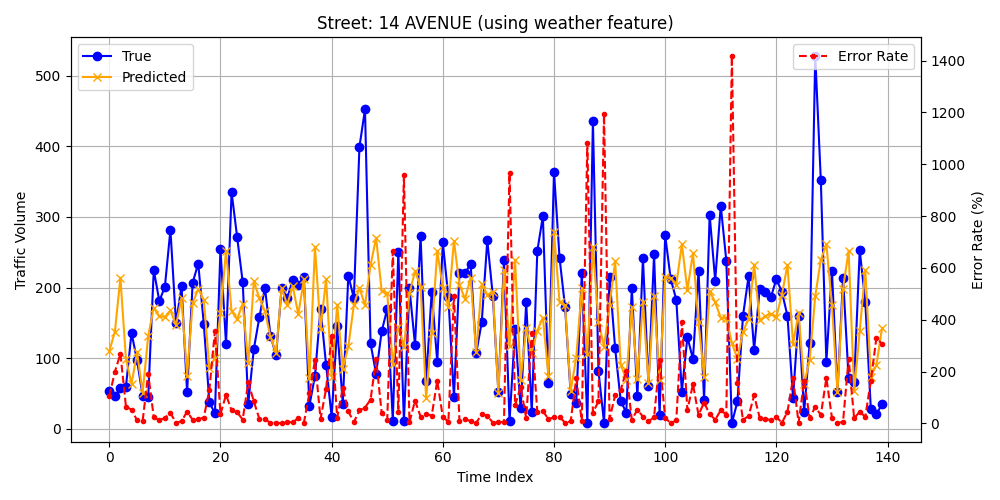 Street: 14 AVENUE (using weather feature)
True
Predicted
Error Rate
Traffic Volume
0
100
200
300
400
500
Error Rate (%)
0
200
400
600
800
1000
1200
1400
0 20 40 60 80 100 120 140
Time Index